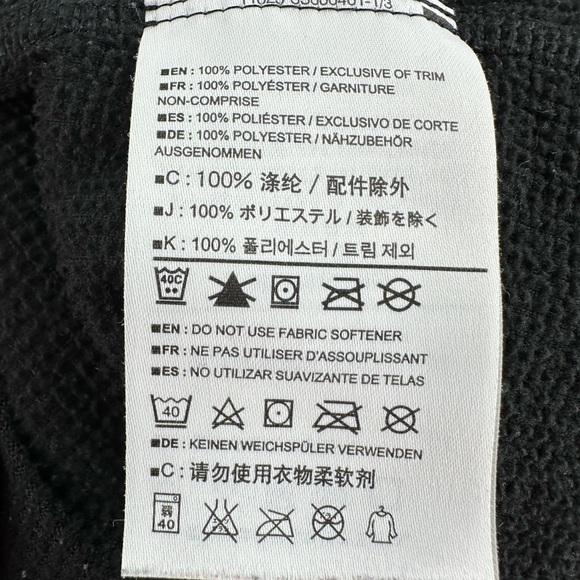 ■EN : 100% POLYESTER / EXCLUSIVE OF TRIM
■FR : 100% POLYÉSTER / GARNITURE
NON-COMPRISE
■ES : 100% POLIÉSTER / EXCLUSIVO DE CORTE
■DE : 100% POLYESTER / NÄHZUBEHÖR
AUSGENOMMEN
■C : 100% 涤纶 / 配件除外
■J : 100% ポリエステル / 装飾を除く
■K : 100% 폴리에스터 / 트림 제외
40C
■EN : DO NOT USE FABRIC SOFTENER
■FR : NE PAS UTILISER D'ASSOUPLISSANT
■ES : NO UTILIZAR SUAVIZANTE DE TELAS
40
■DE : KEINEN WEICHSPÜLER VERWENDEN
■C : 请勿使用衣物柔软剂
40